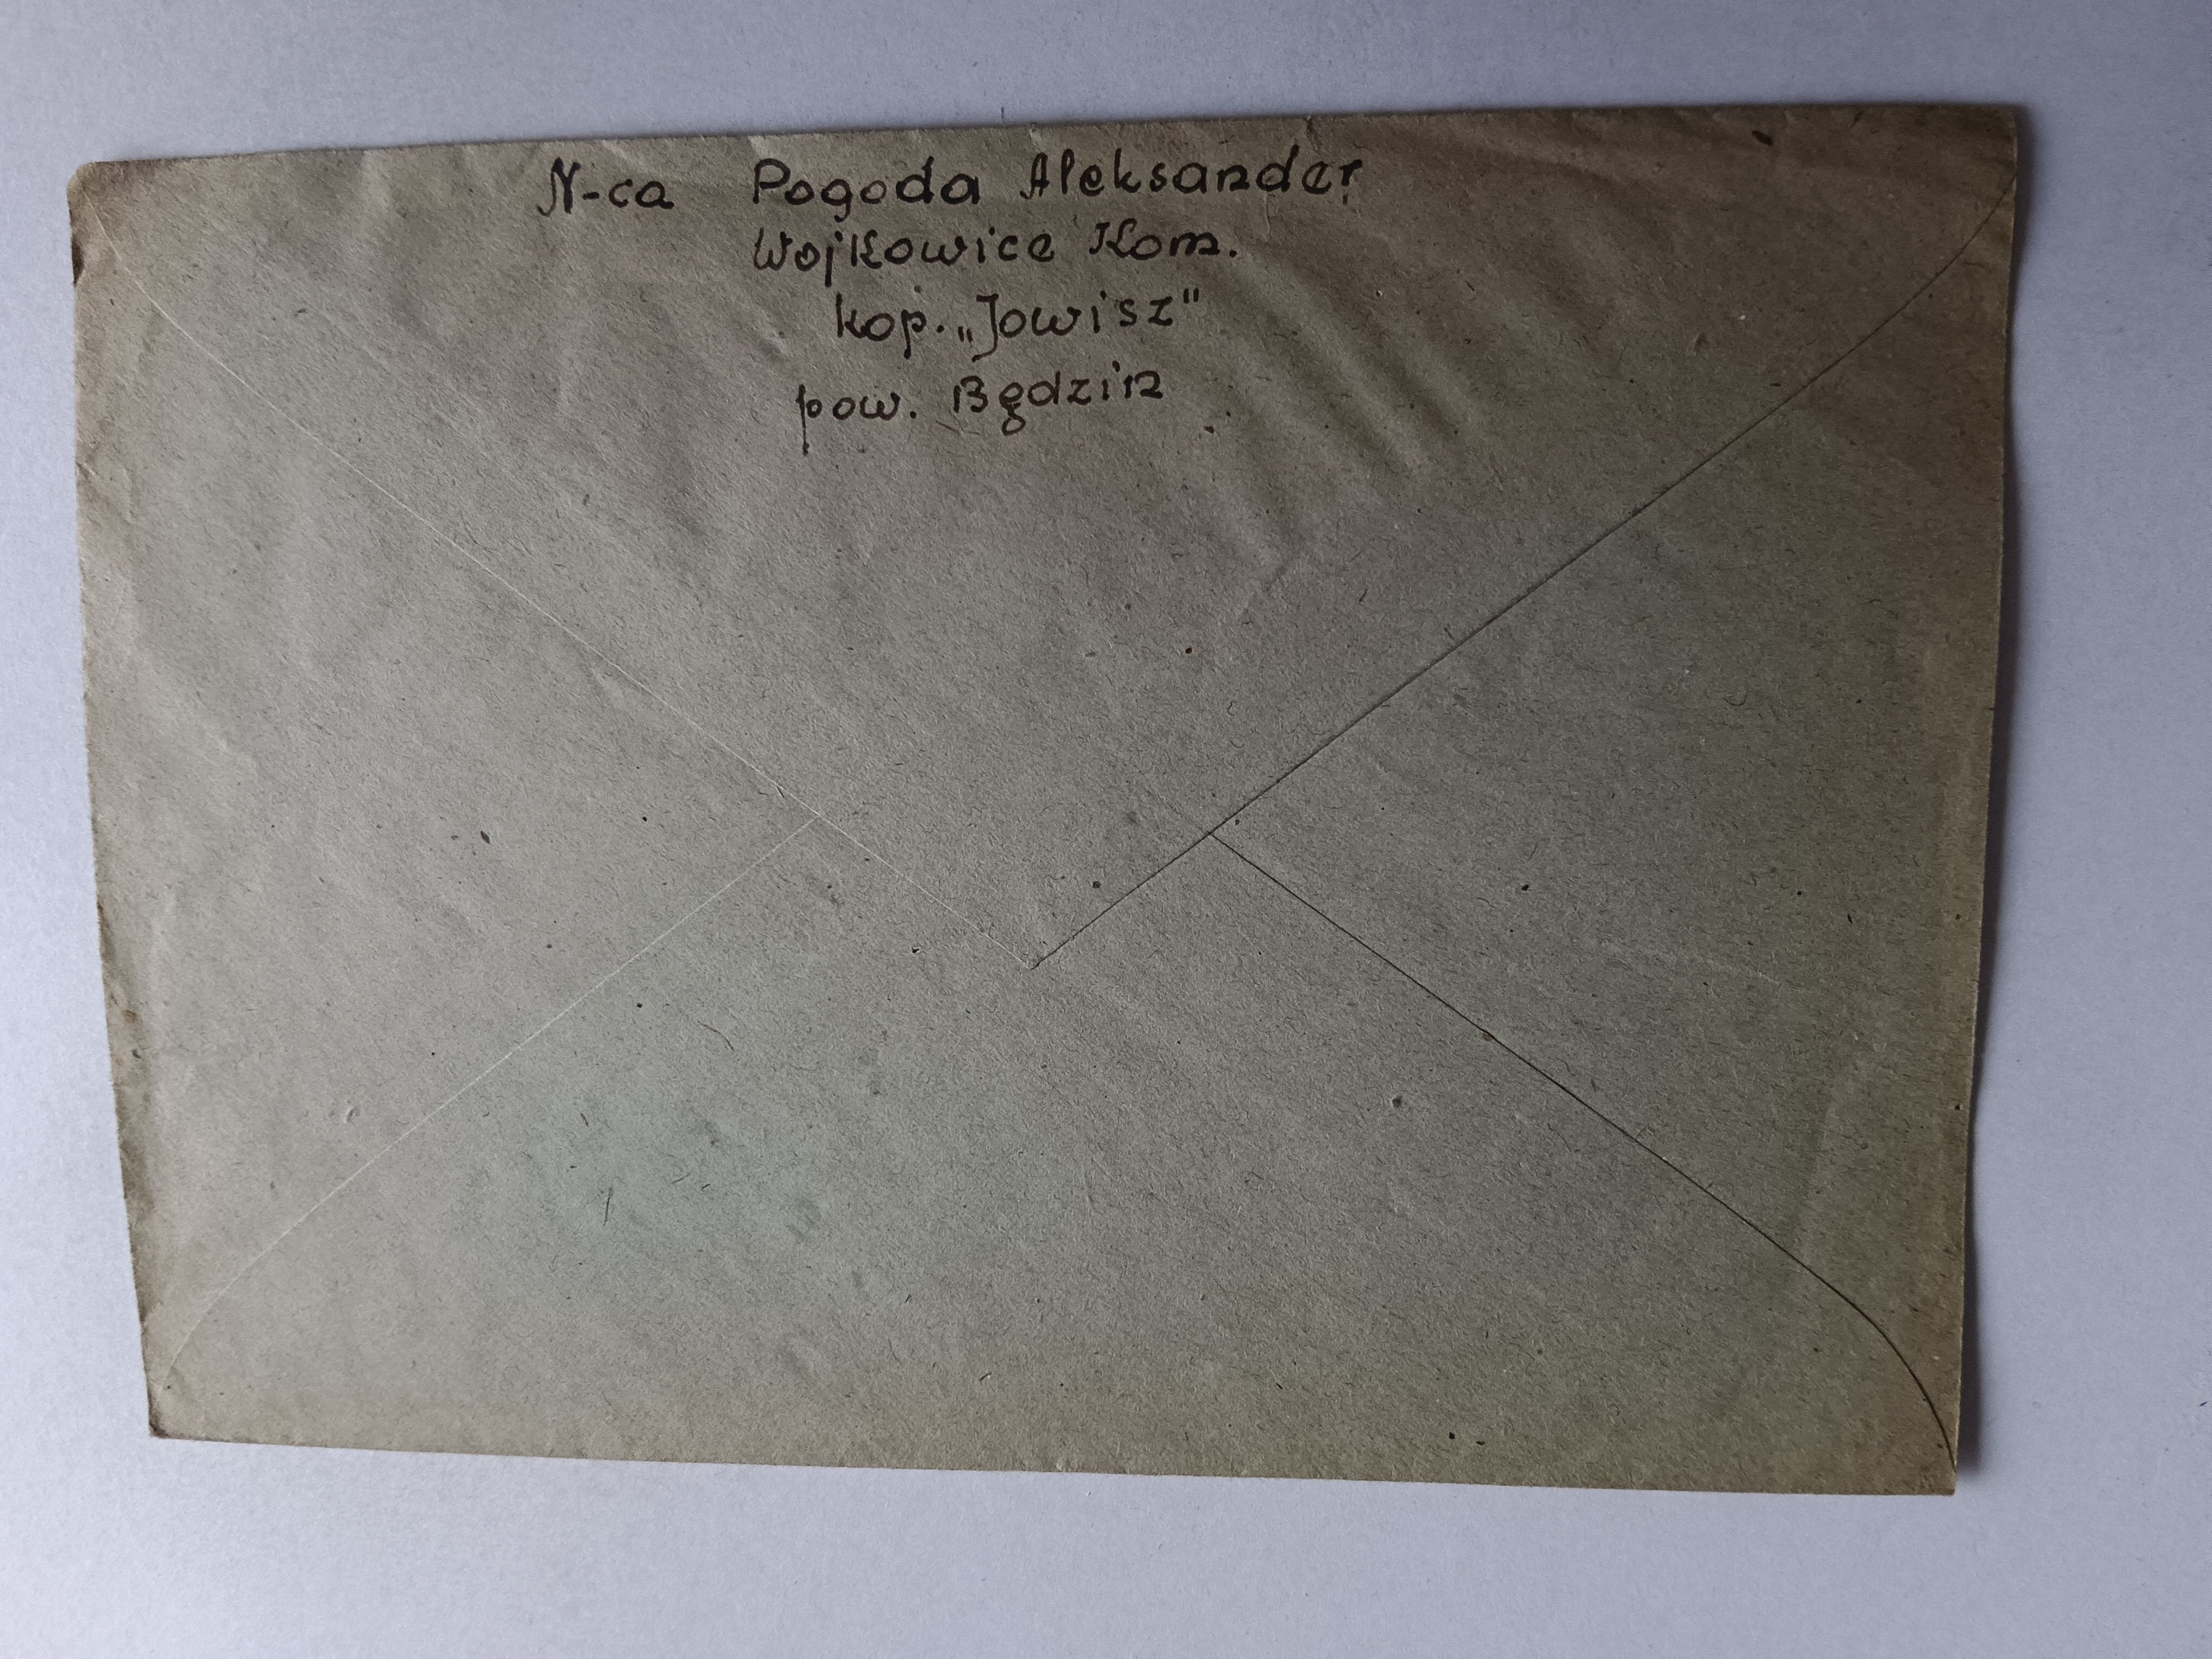 N-ca Pogoda Aleksander
Wojkowice Kom.
kop. „Jowisz"
pow. Będzin